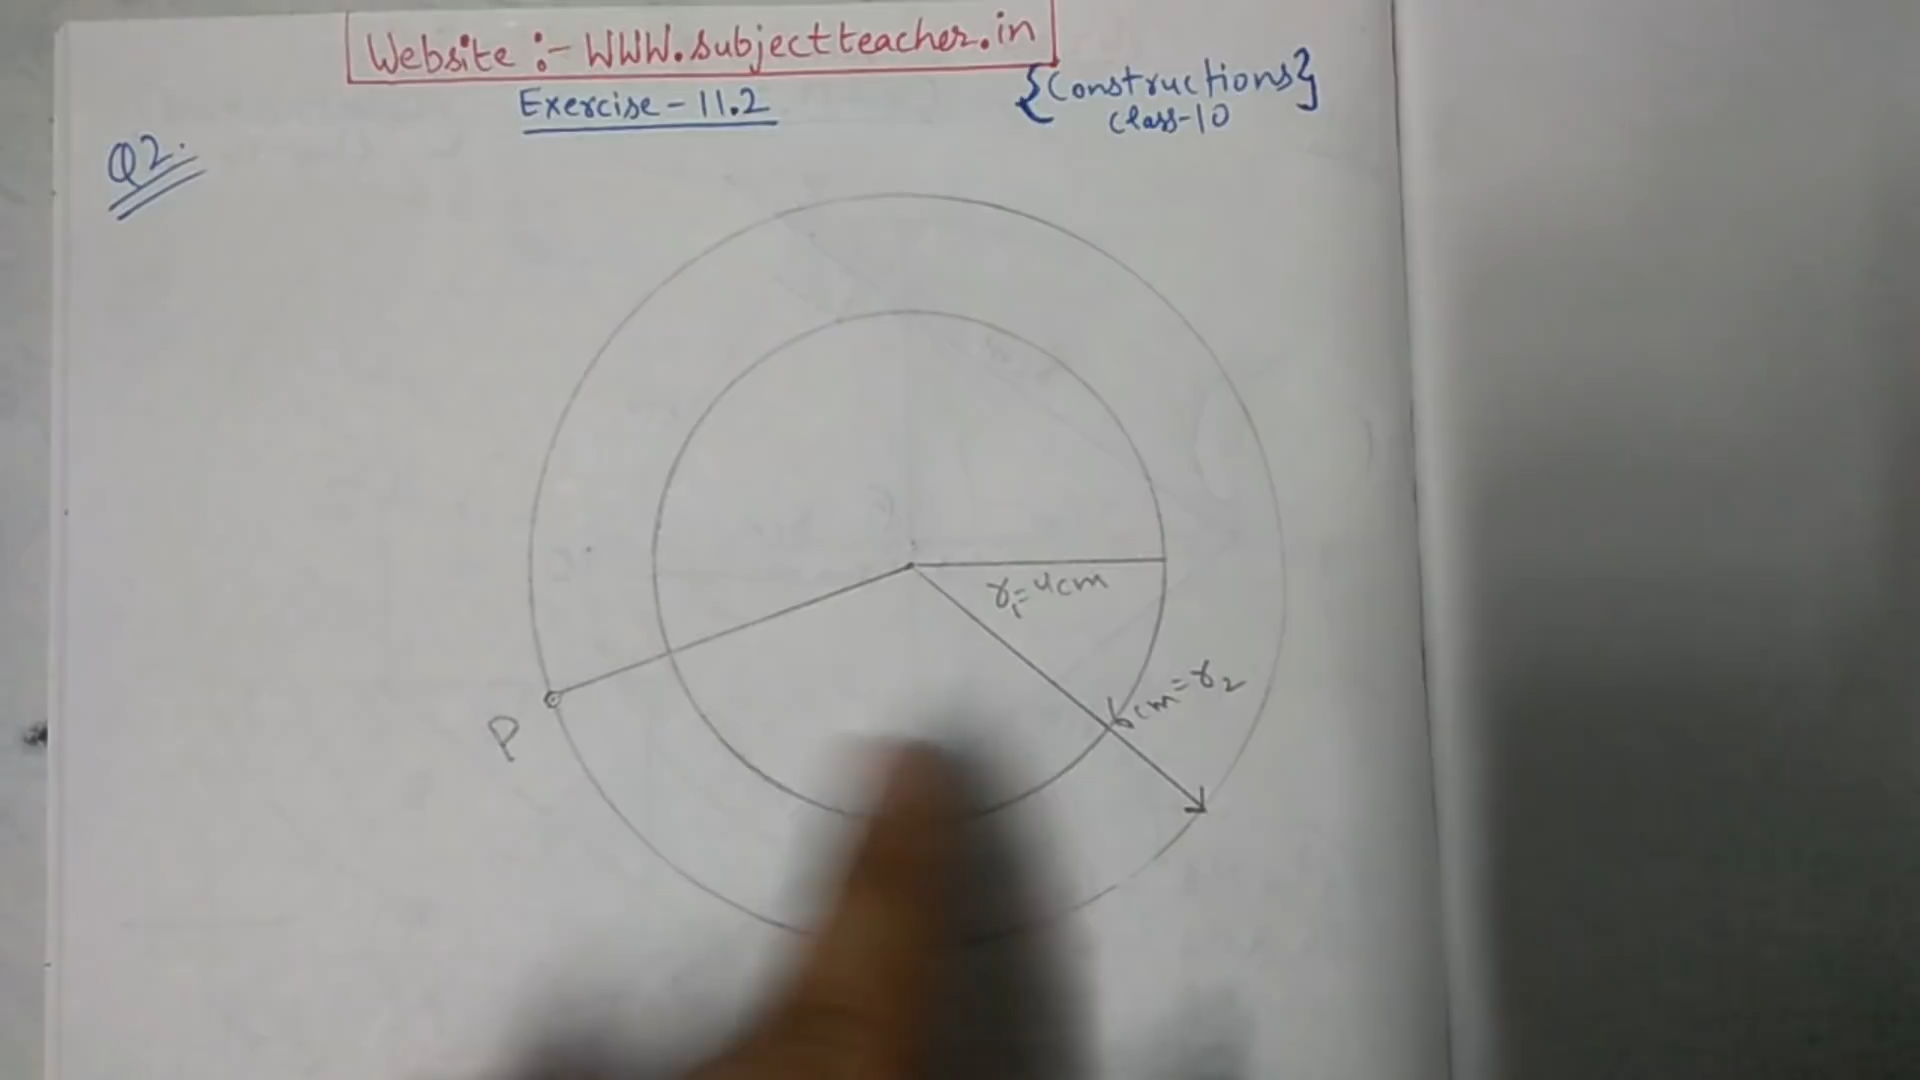 Website :- WWW.subjectteacher.in
Exercise - 11.2
{Constructions}
Class-10
Q2.
r₁=4cm
6cm=r₂
P